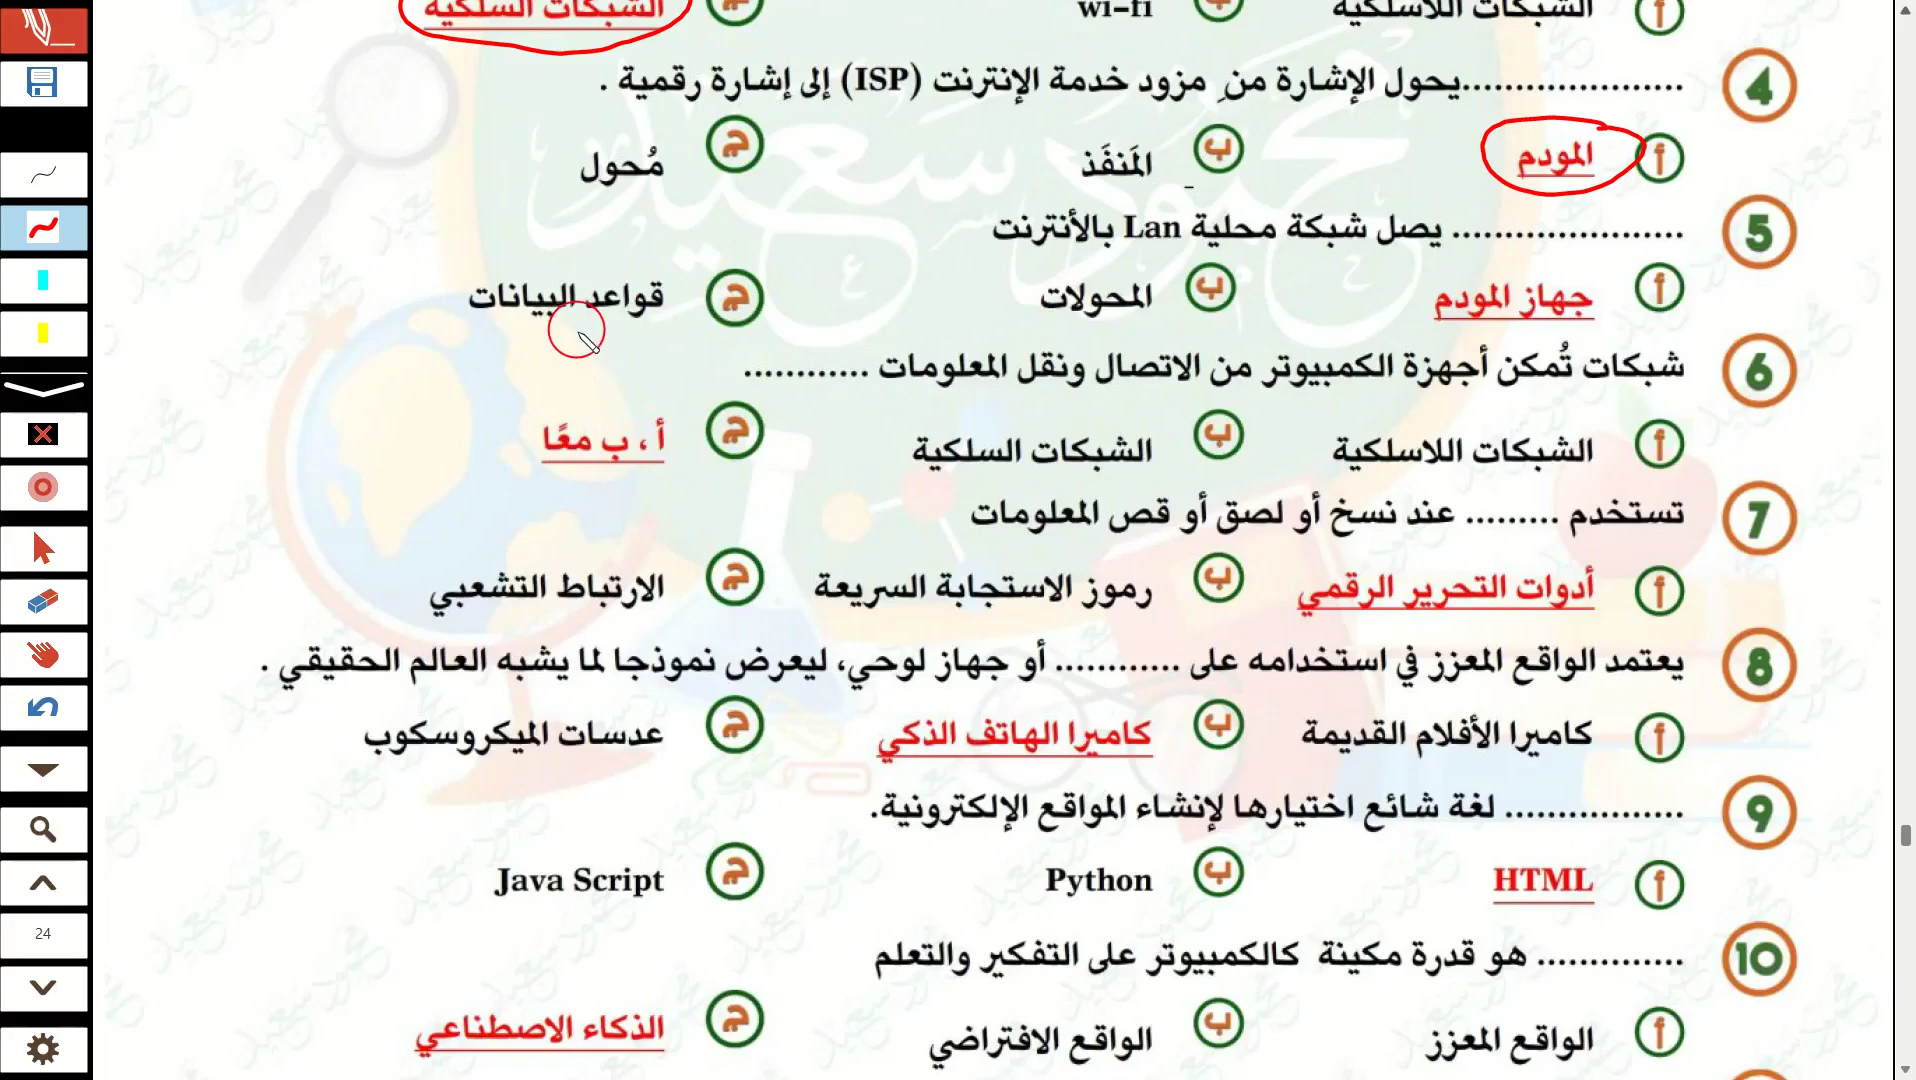 أ الشبكات اللاسلكية ب wi-fi ج الشبكات السلكية
4 .....................يحول الإشارة من مزود خدمة الإنترنت (ISP) إلى إشارة رقمية .
أ المودم ب المَنفَذ ج مُحول
5 ...................... يصل شبكة محلية Lan بالأنترنت
أ جهاز المودم ب المحولات ج قواعد البيانات
6 شبكات تُمكن أجهزة الكمبيوتر من الاتصال ونقل المعلومات ............
أ الشبكات اللاسلكية ب الشبكات السلكية ج أ ، ب معًا
7 تستخدم ......... عند نسخ أو لصق أو قص المعلومات
أ أدوات التحرير الرقمي ب رموز الاستجابة السريعة ج الارتباط التشعبي
8 يعتمد الواقع المعزز في استخدامه على ............ أو جهاز لوحي، ليعرض نموذجا لما يشبه العالم الحقيقي .
أ كاميرا الأفلام القديمة ب كاميرا الهاتف الذكي ج عدسات الميكروسكوب
9 ................. لغة شائع اختيارها لإنشاء المواقع الإلكترونية.
أ HTML ب Python ج Java Script
10 .............. هو قدرة مكينة كالكمبيوتر على التفكير والتعلم
أ الواقع المعزز ب الواقع الافتراضي ج الذكاء الاصطناعي
24
محمود سعيد